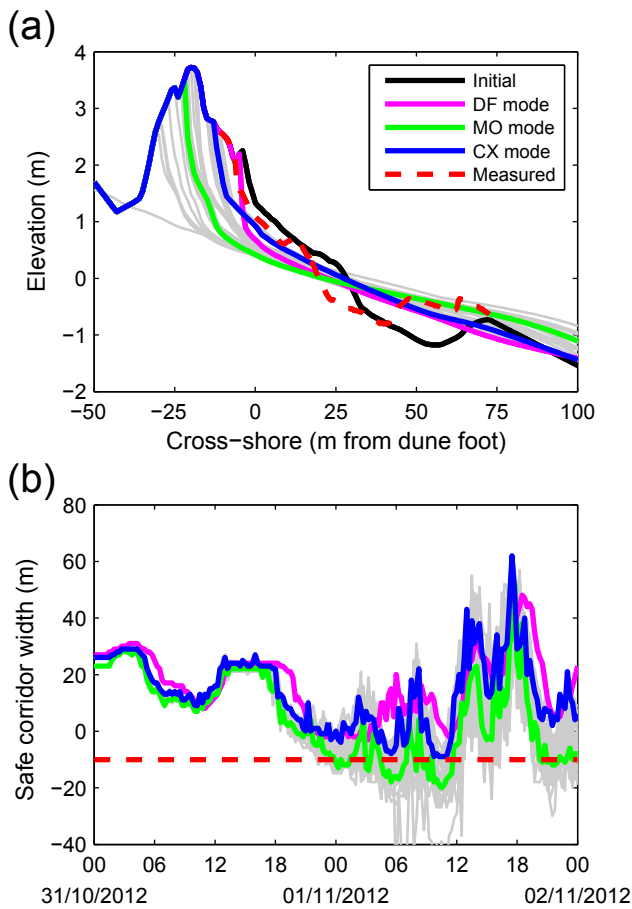 (a)
4
3
2
1
0
−1
−2
Elevation (m)
Initial
DF mode
MO mode
CX mode
Measured
−50 −25 0 25 50 75 100
Cross−shore (m from dune foot)
(b)
80
60
40
20
0
−20
−40
Safe corridor width (m)
00 06 12 18 00 06 12 18 00
31/10/2012 01/11/2012 02/11/2012